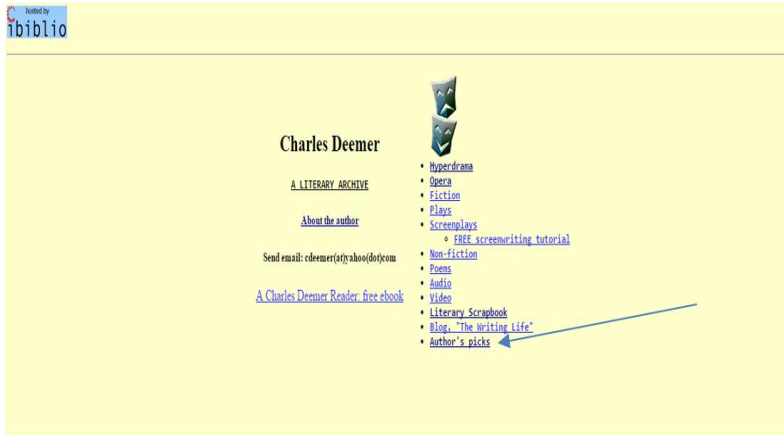 hosted by
ibiblio
Charles Deemer
A LITERARY ARCHIVE
About the author
Send email: cdeemer(at)yahoo(dot)com
A Charles Deemer Reader: free ebook
• Hyperdrama
• Opera
• Fiction
• Plays
• Screenplays
o FREE screenwriting tutorial
• Non-fiction
• Poems
• Audio
• Video
• Literary Scrapbook
• Blog, "The Writing Life"
• Author's picks